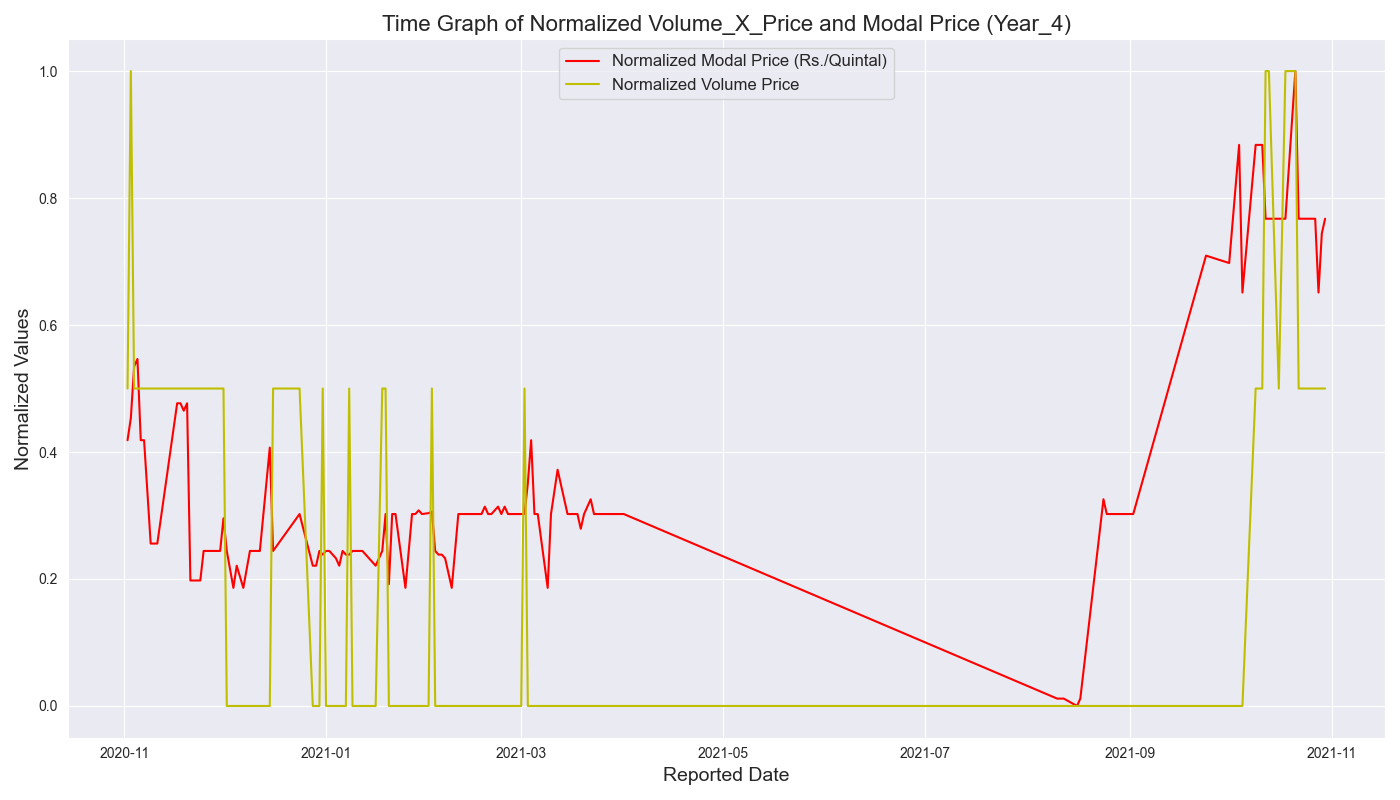 Time Graph of Normalized Volume_X_Price and Modal Price (Year_4)
Normalized Modal Price (Rs./Quintal)
Normalized Volume Price
Normalized Values
1.0
0.8
0.6
0.4
0.2
0.0
2020-11
2021-01
2021-03
2021-05
2021-07
2021-09
2021-11
Reported Date